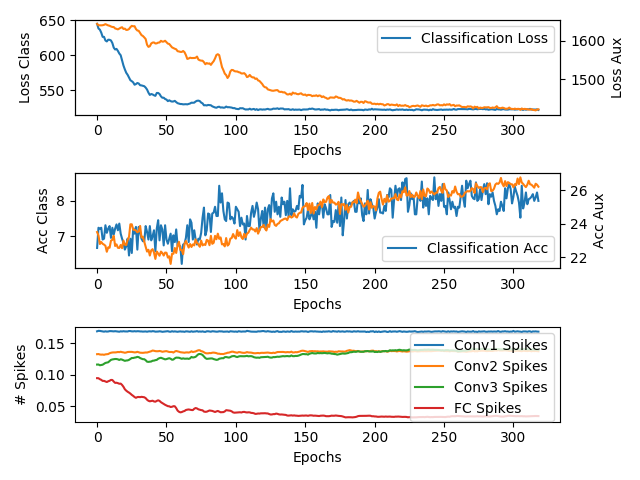 650
600
550
Loss Class
Classification Loss
1600
1500
Loss Aux
0 50 100 150 200 250 300
Epochs
8
7
Acc Class
Classification Acc
26
24
22
Acc Aux
0 50 100 150 200 250 300
Epochs
0.15
0.10
0.05
# Spikes
Conv1 Spikes
Conv2 Spikes
Conv3 Spikes
FC Spikes
0 50 100 150 200 250 300
Epochs